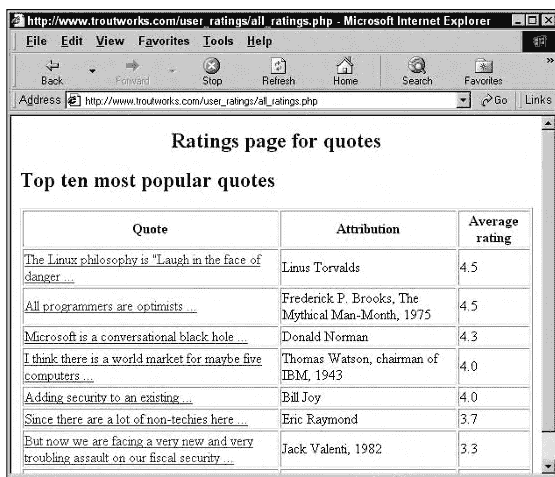 http://www.troutworks.com/user_ratings/all_ratings.php - Microsoft Internet Explorer
File Edit View Favorites Tools Help
Back Forward Stop Refresh Home Search Favorites »
Address http://www.troutworks.com/user_ratings/all_ratings.php Go Links
Ratings page for quotes
Top ten most popular quotes
Quote Attribution Average
rating
The Linux philosophy is "Laugh in the face of
danger ...
Linus Torvalds 4.5
All programmers are optimists ... Frederick P. Brooks, The
Mythical Man-Month, 1975 4.5
Microsoft is a conversational black hole ... Donald Norman 4.3
I think there is a world market for maybe five
computers ...
Thomas Watson, chairman of
IBM, 1943 4.0
Adding security to an existing ... Bill Joy 4.0
Since there are a lot of non-techies here ... Eric Raymond 3.7
But now we are facing a very new and very
troubling assault on our fiscal security ...
Jack Valenti, 1982 3.3